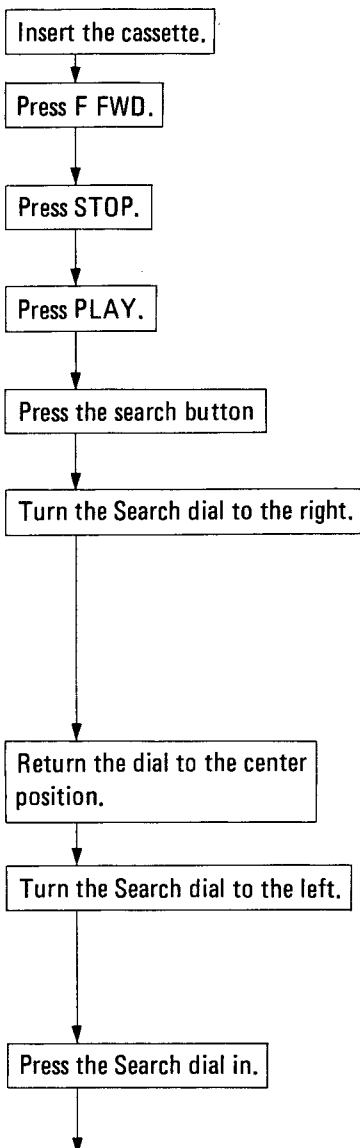 Insert the cassette.
Press F FWD.
Press STOP.
Press PLAY.
Press the search button
Turn the Search dial to the right.
Return the dial to the center
position.
Turn the Search dial to the left.
Press the Search dial in.